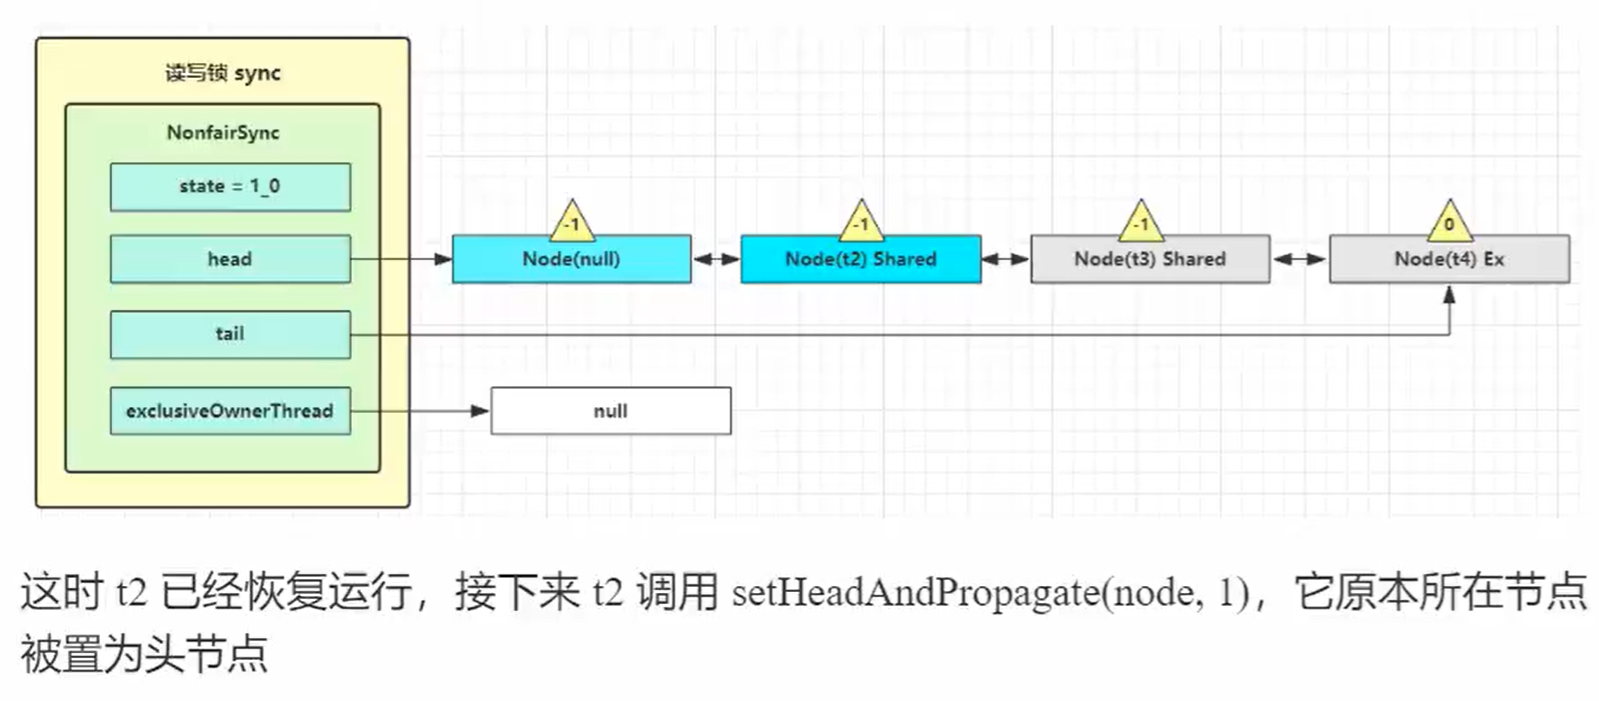 读写锁 sync
NonfairSync
state = 1_0
head
tail
exclusiveOwnerThread
-1
Node(null)
-1
Node(t2) Shared
-1
Node(t3) Shared
0
Node(t4) Ex
null
这时 t2 已经恢复运行，接下来 t2 调用 setHeadAndPropagate(node, 1)，它原本所在节点
被置为头节点